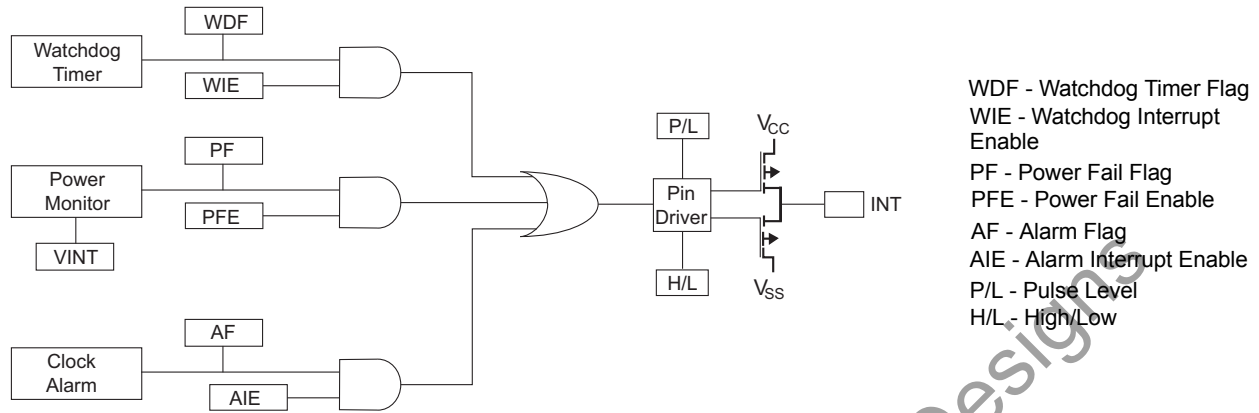 Watchdog
Timer
WDF
WIE
Power
Monitor
PF
PFE
VINT
Clock
Alarm
AF
AIE
P/L
Pin
Driver
H/L
VCC
VSS
INT
WDF - Watchdog Timer Flag
WIE - Watchdog Interrupt
Enable
PF - Power Fail Flag
PFE - Power Fail Enable
AF - Alarm Flag
AIE - Alarm Interrupt Enable
P/L - Pulse Level
H/L - High/Low
Designs